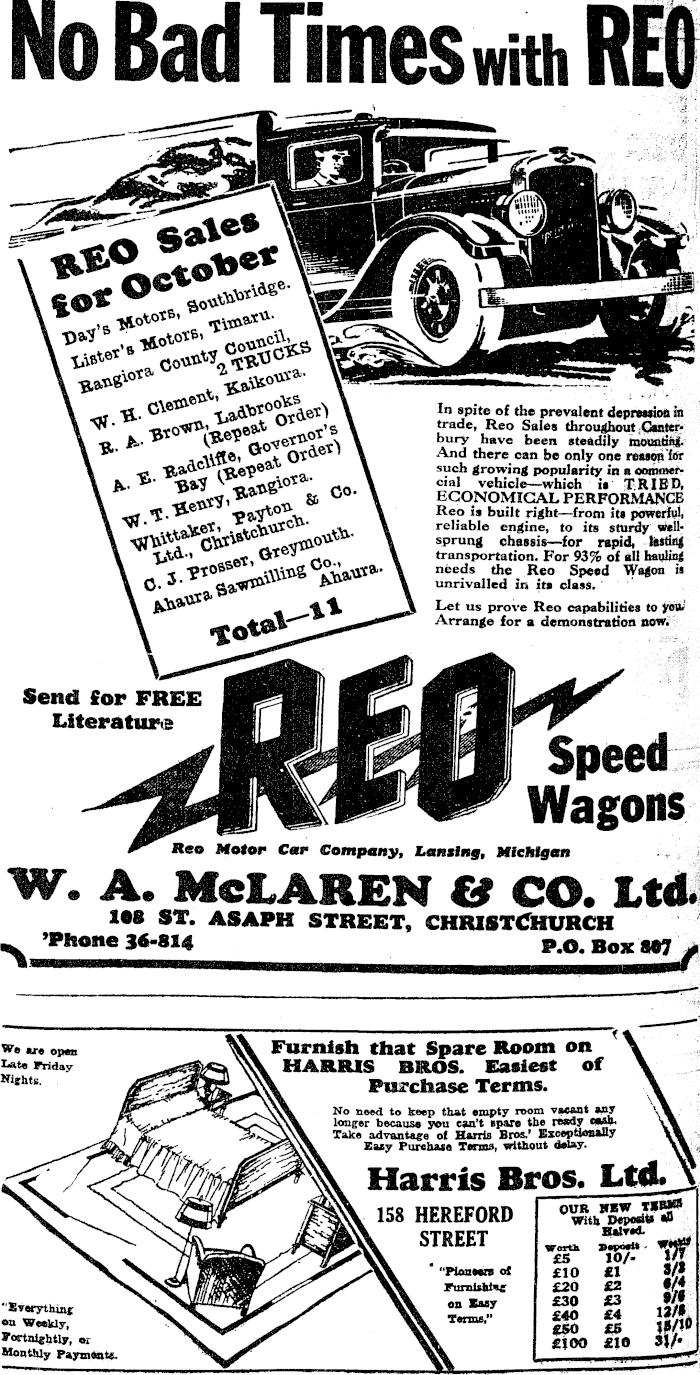 No Bad Times with REO
REO Sales
for October
Day's Motors, Southbridge.
Lister's Motors, Timaru.
Rangiora County Council,
2 TRUCKS
W. H. Clement, Kaikoura.
R. A. Brown, Ladbrooks
(Repeat Order)
A. E. Radcliffe, Governor's
Bay (Repeat Order)
W. T. Henry, Rangiora.
Whittaker, Payton & Co.
Ltd., Christchurch.
C. J. Prosser, Greymouth.
Ahaura Sawmilling Co.,
Ahaura.
Total—11
In spite of the prevalent depression in
trade, Reo Sales throughout Canter-
bury have been steadily mounting.
And there can be only one reason for
such growing popularity in a commer-
cial vehicle—which is TRIED,
ECONOMICAL PERFORMANCE
Reo is built right—from its powerful,
reliable engine, to its sturdy well-
sprung chassis—for rapid, lasting
transportation. For 93% of all hauling
needs the Reo Speed Wagon is
unrivalled in its class.
Let us prove Reo capabilities to you.
Arrange for a demonstration now.
Send for FREE
Literature
REO
Speed
Wagons
Reo Motor Car Company, Lansing, Michigan
W. A. McLAREN & CO. Ltd.
108 ST. ASAPH STREET, CHRISTCHURCH
'Phone 36-814 P.O. Box 807
We are open
Late Friday
Nights.
Furnish that Spare Room on
HARRIS BROS. Easiest of
Purchase Terms.
No need to keep that empty room vacant any
longer because you can't spare the ready cash.
Take advantage of Harris Bros.' Exceptionally
Easy Purchase Terms, without delay.
Harris Bros. Ltd.
158 HEREFORD
STREET
"Pioneers of
Furnishing
on Easy
Terms,"
OUR NEW TERMS
With Deposits all
Halved.
Worth Deposit Weekly
£5 10/- 1/7
£10 £1 3/2
£20 £2 6/4
£30 £3 9/6
£40 £4 12/8
£50 £5 15/10
£100 £10 31/-
"Everything
on Weekly,
Fortnightly, or
Monthly Payments.